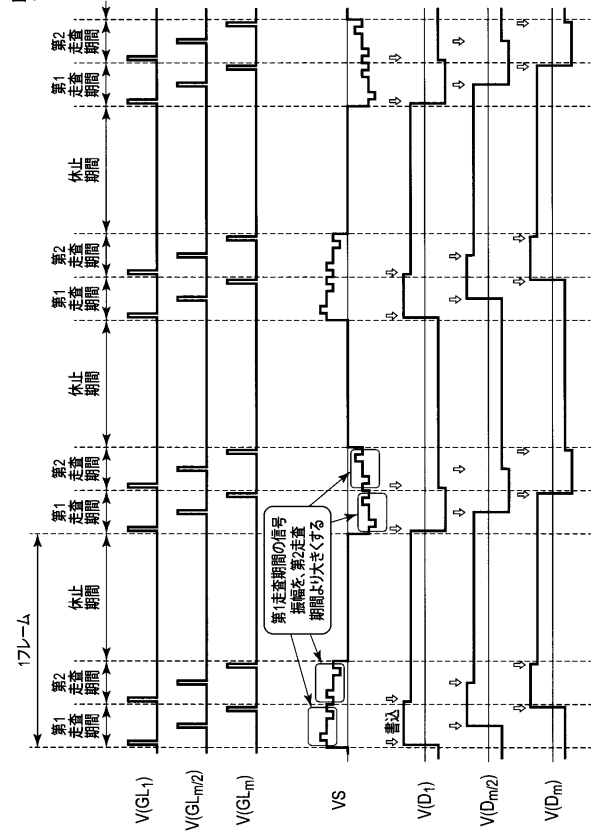 1フレーム
第1
走査
期間
第2
走査
期間
休止
期間
第1
走査
期間
第2
走査
期間
休止
期間
第1
走査
期間
第2
走査
期間
休止
期間
第1
走査
期間
第2
走査
期間
V(GL1)
V(GLm/2)
V(GLm)
VS
第1走査期間の信号
振幅を、第2走査
期間より大きくする
V(D1)
書込
V(Dm/2)
V(Dm)